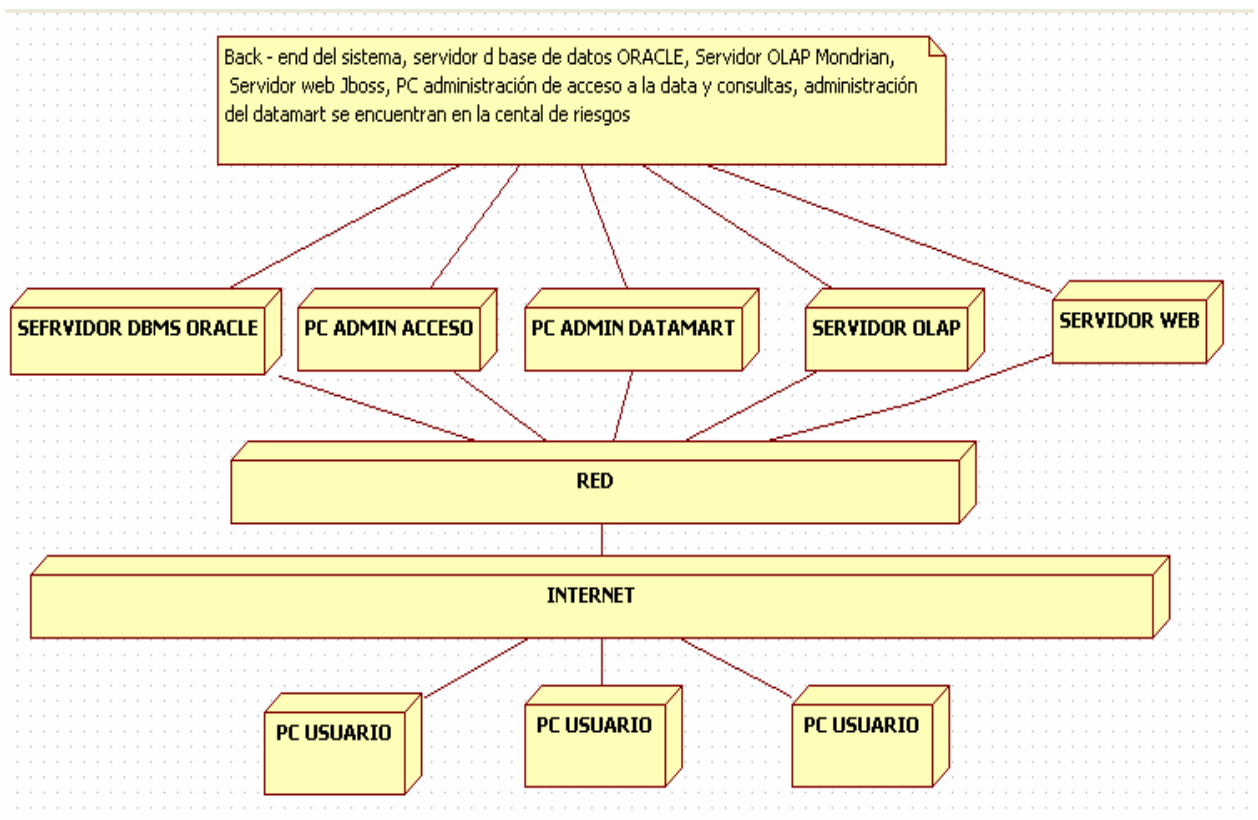 Back - end del sistema, servidor d base de datos ORACLE, Servidor OLAP Mondrian,
Servidor web Jboss, PC administración de acceso a la data y consultas, administración
del datamart se encuentran en la cental de riesgos
SEFRVIDOR DBMS ORACLE
PC ADMIN ACCESO
PC ADMIN DATAMART
SERVIDOR OLAP
SERVIDOR WEB
RED
INTERNET
PC USUARIO
PC USUARIO
PC USUARIO